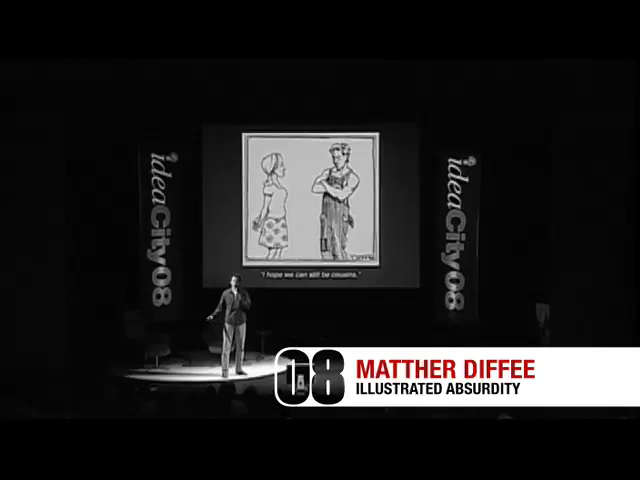 ideaCity08
ideaCity08
"I hope we can still be cousins."
08
MATTHER DIFFEE
ILLUSTRATED ABSURDITY